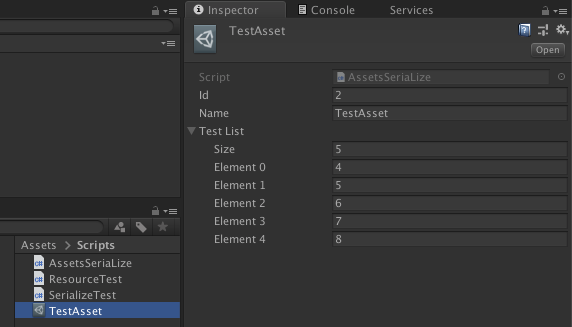 Inspector
Console
Services
TestAsset
Open
Script AssetsSeriaLize
Id 2
Name TestAsset
Test List
Size 5
Element 0 4
Element 1 5
Element 2 6
Element 3 7
Element 4 8
Assets > Scripts
AssetsSeriaLize
ResourceTest
SerializeTest
TestAsset